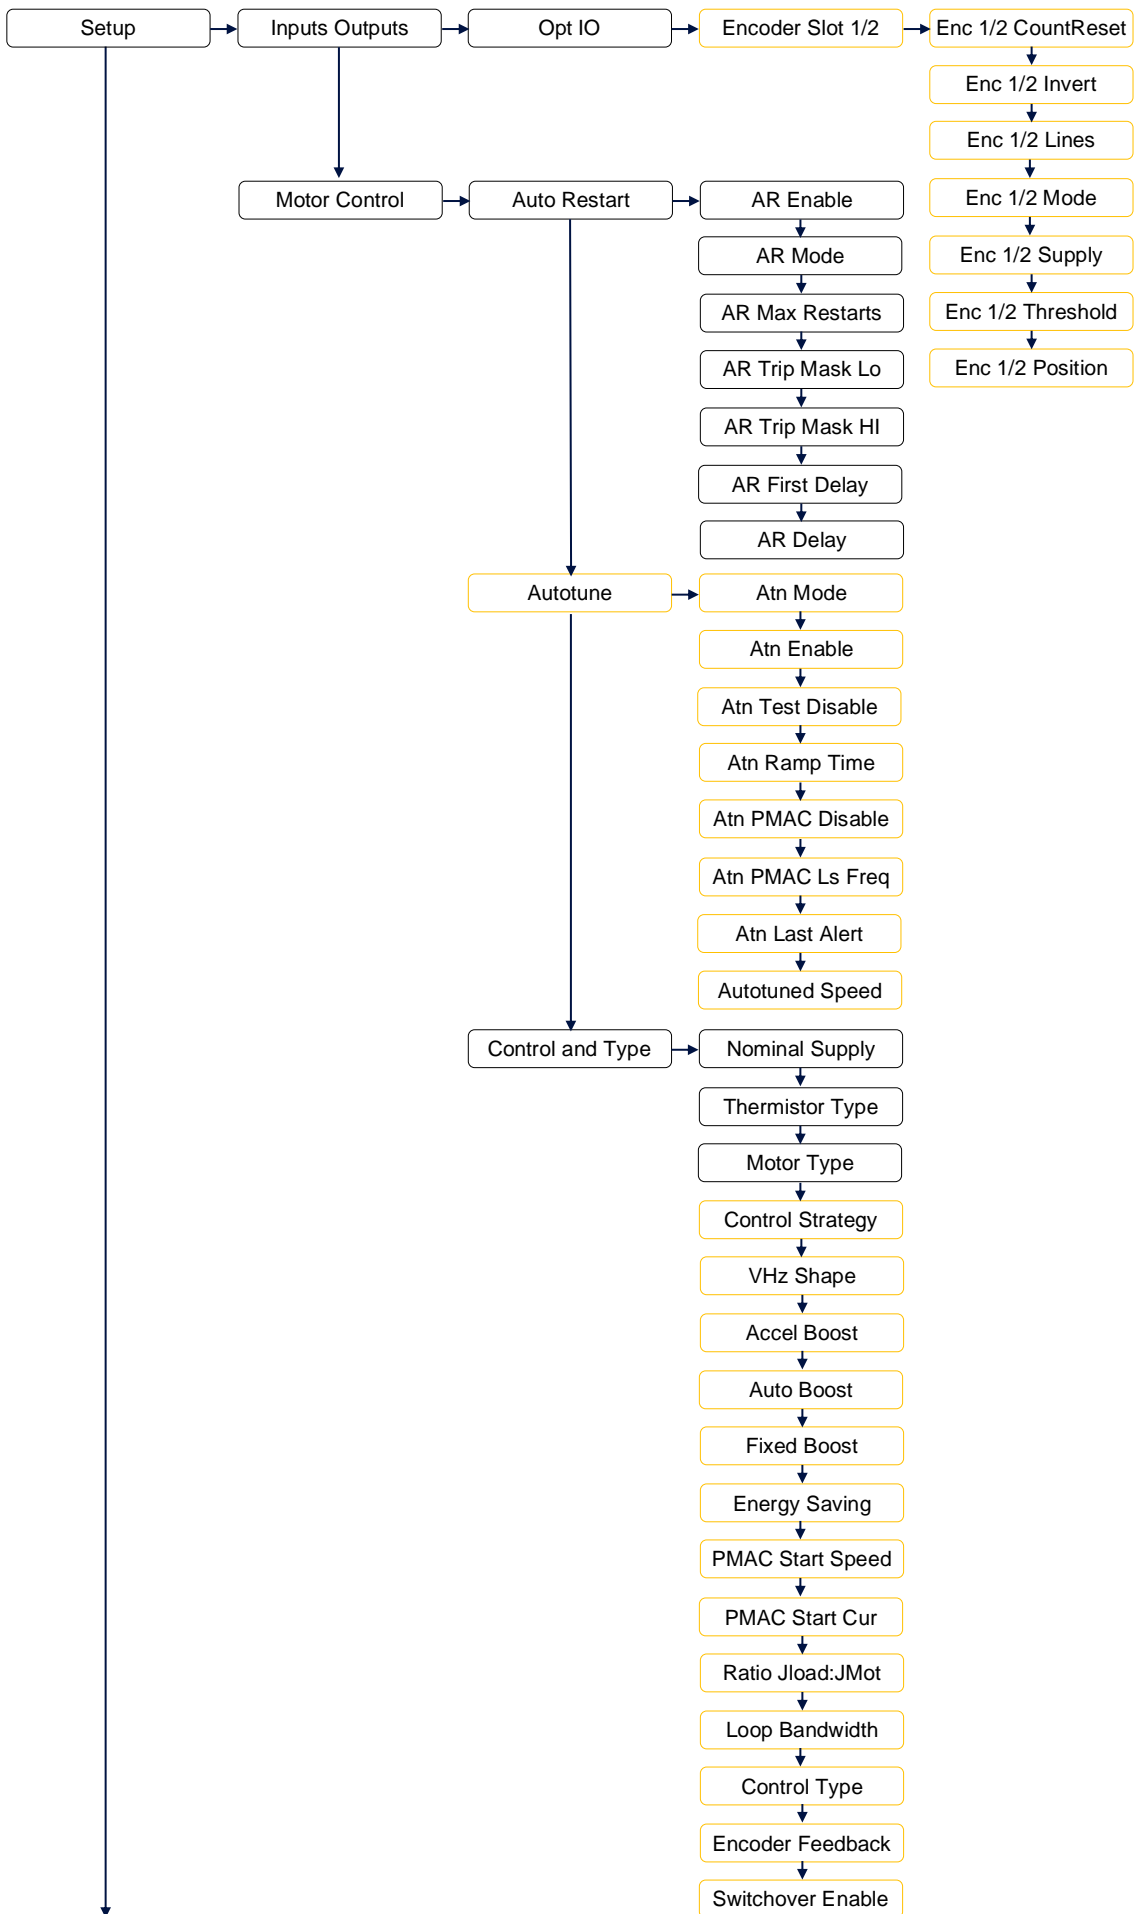 Setup
Inputs Outputs
Opt IO
Encoder Slot 1/2
Enc 1/2 CountReset
Enc 1/2 Invert
Enc 1/2 Lines
Enc 1/2 Mode
Enc 1/2 Supply
Enc 1/2 Threshold
Enc 1/2 Position
Motor Control
Auto Restart
AR Enable
AR Mode
AR Max Restarts
AR Trip Mask Lo
AR Trip Mask HI
AR First Delay
AR Delay
Autotune
Atn Mode
Atn Enable
Atn Test Disable
Atn Ramp Time
Atn PMAC Disable
Atn PMAC Ls Freq
Atn Last Alert
Autotuned Speed
Control and Type
Nominal Supply
Thermistor Type
Motor Type
Control Strategy
VHz Shape
Accel Boost
Auto Boost
Fixed Boost
Energy Saving
PMAC Start Speed
PMAC Start Cur
Ratio Jload:JMot
Loop Bandwidth
Control Type
Encoder Feedback
Switchover Enable